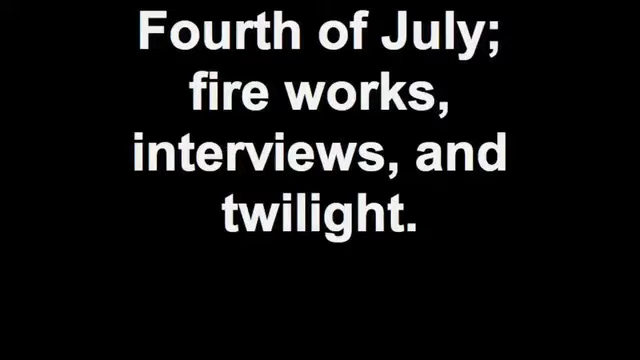 Fourth of July;
fire works,
interviews, and
twilight.